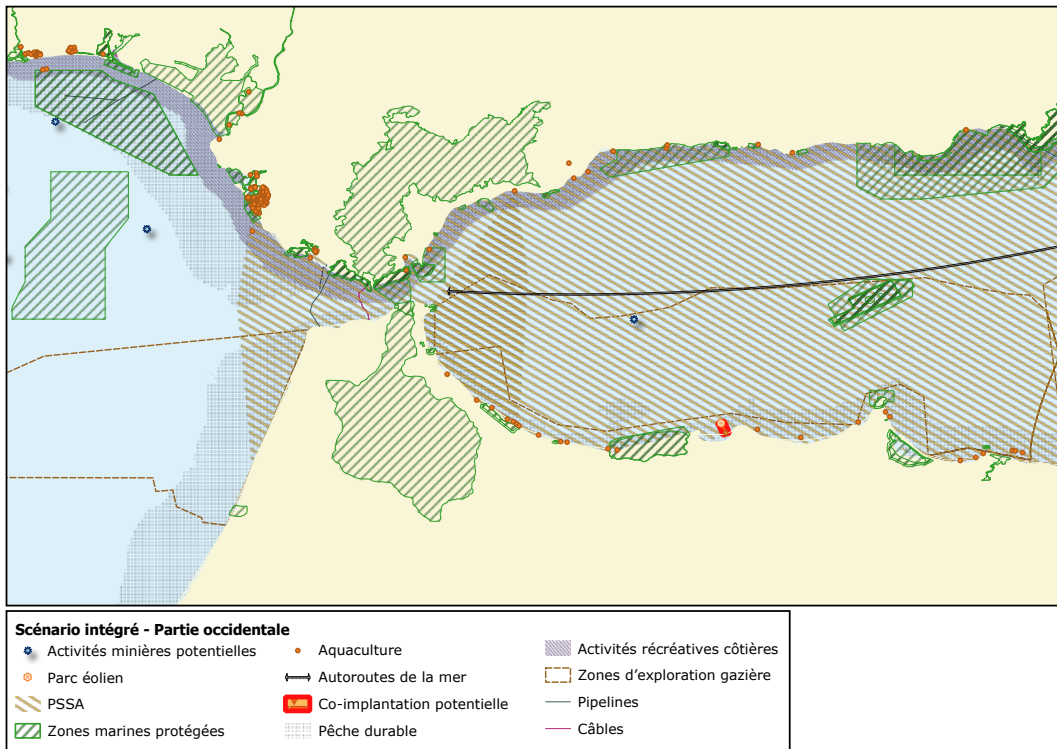 Scénario intégré - Partie occidentale
Activités minières potentielles
Parc éolien
PSSA
Zones marines protégées
Aquaculture
Autoroutes de la mer
Co-implantation potentielle
Pêche durable
Activités récréatives côtières
Zones d'exploration gazière
Pipelines
Câbles